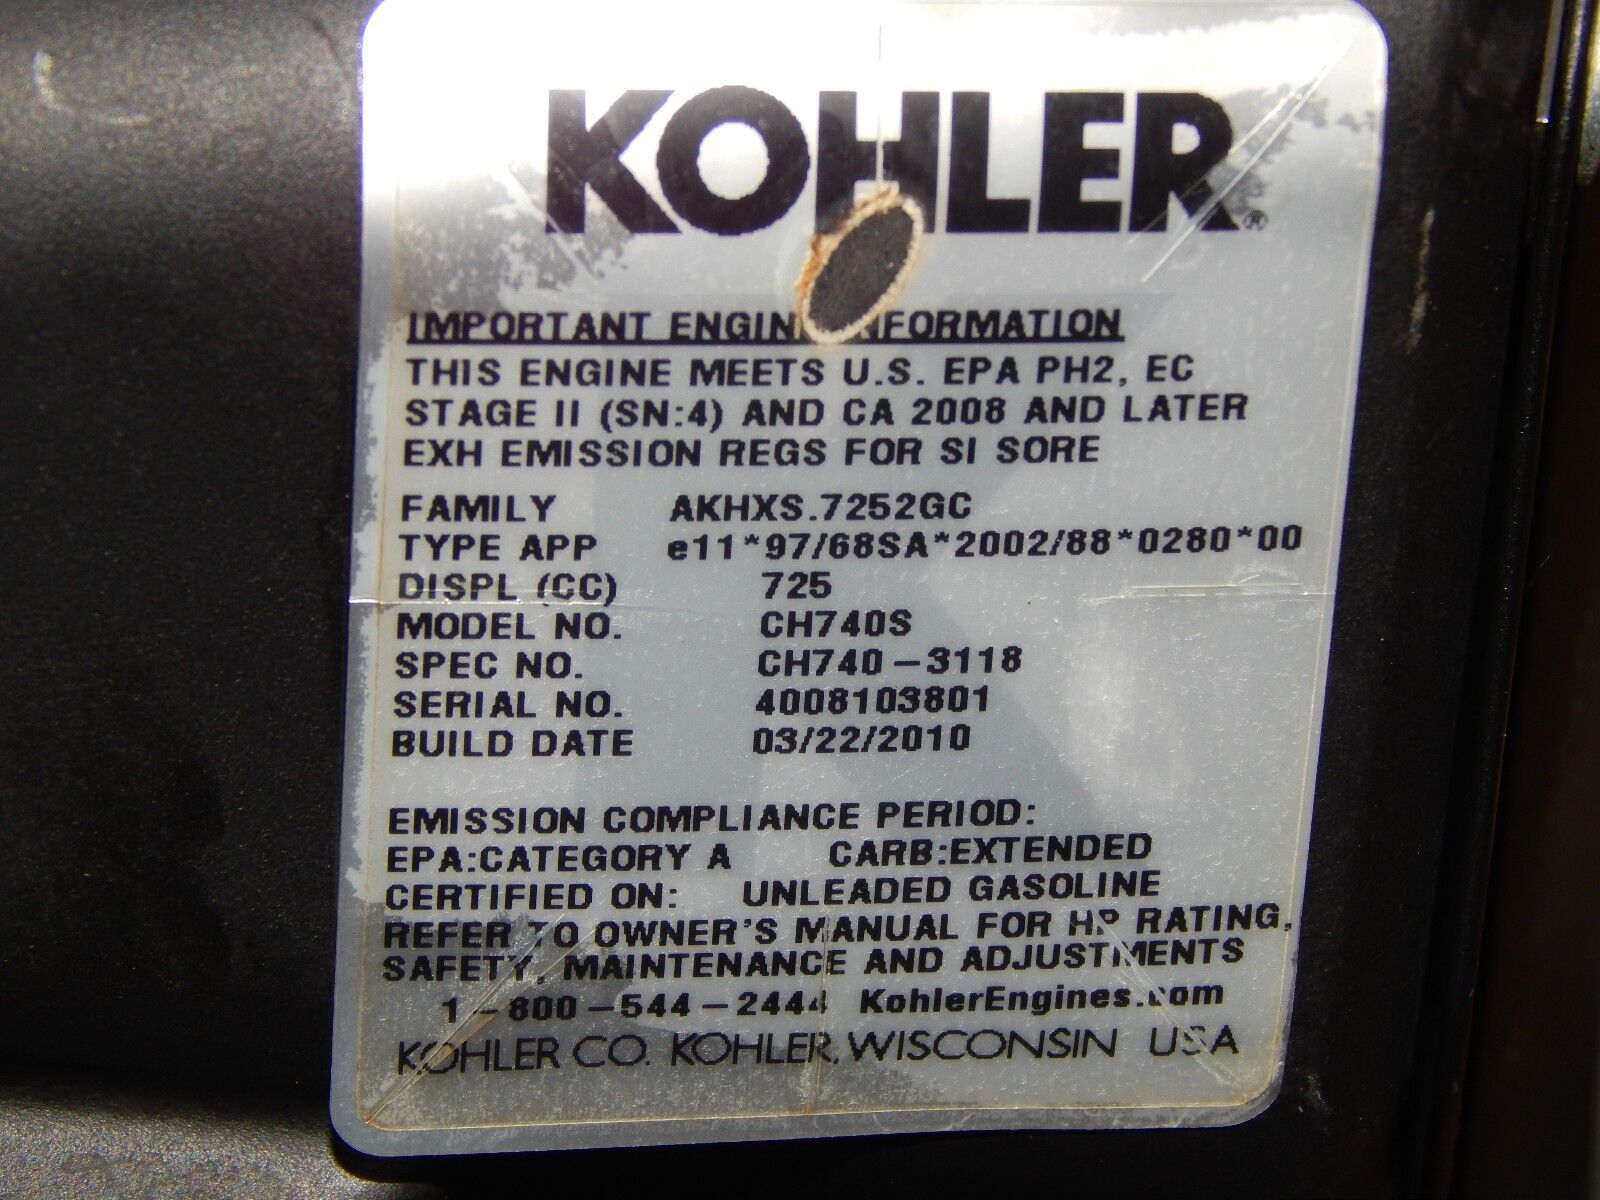 KOHLER®
IMPORTANT ENGINE INFORMATION
THIS ENGINE MEETS U.S. EPA PH2, EC
STAGE II (SN:4) AND CA 2008 AND LATER
EXH EMISSION REGS FOR SI SORE
FAMILY AKHXS.7252GC
TYPE APP e11*97/68SA*2002/88*0280*00
DISPL (CC) 725
MODEL NO. CH740S
SPEC NO. CH740-3118
SERIAL NO. 4008103801
BUILD DATE 03/22/2010
EMISSION COMPLIANCE PERIOD:
EPA:CATEGORY A CARB:EXTENDED
CERTIFIED ON: UNLEADED GASOLINE
REFER TO OWNER'S MANUAL FOR HP RATING,
SAFETY, MAINTENANCE AND ADJUSTMENTS
1-800-544-2444 KohlerEngines.com
KOHLER CO. KOHLER, WISCONSIN USA